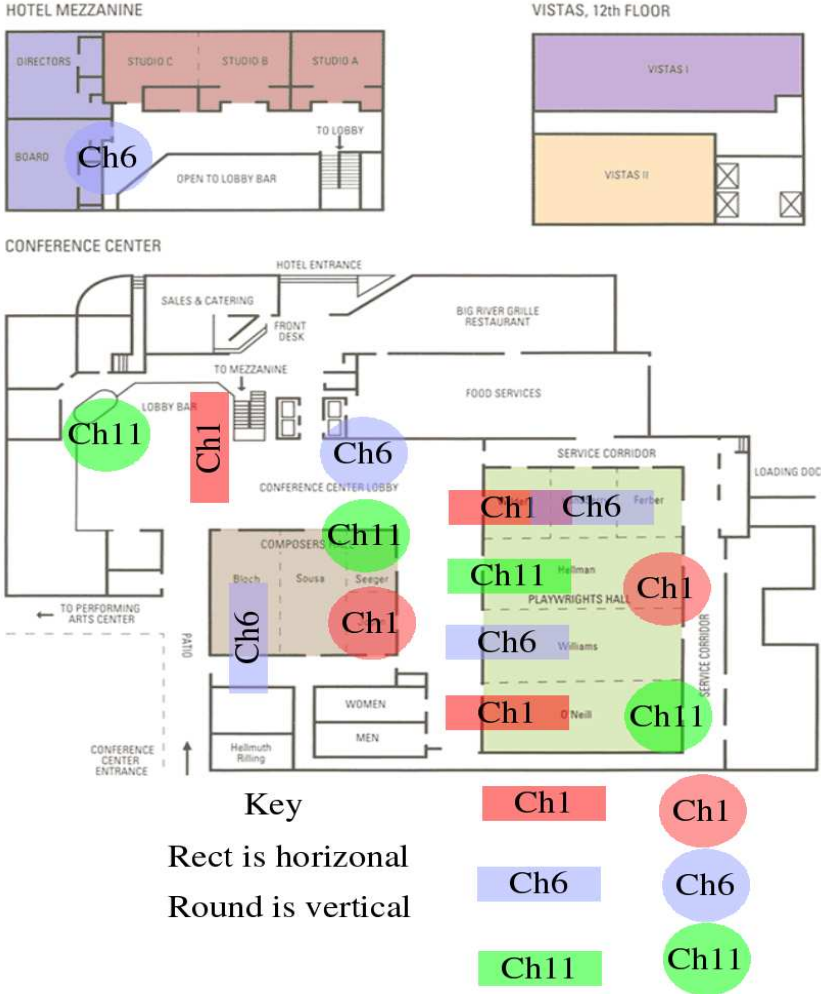 HOTEL MEZZANINE
VISTAS, 12th FLOOR
DIRECTORS
STUDIO C
STUDIO B
STUDIO A
VISTAS I
TO LOBBY
BOARD
Ch6
OPEN TO LOBBY BAR
VISTAS II
CONFERENCE CENTER
HOTEL ENTRANCE
SALES & CATERING
BIG RIVER GRILLE
RESTAURANT
FRONT
DESK
TO MEZZANINE
FOOD SERVICES
LOBBY BAR
Ch11
Ch1
Ch6
SERVICE CORRIDOR
LOADING DOC
CONFERENCE CENTER LOBBY
Ch1
Ch6
Ferber
Ch11
COMPOSERS HALL
Bloch
Sousa
Seeger
Ch11
Hellman
Ch1
PLAYWRIGHTS HALL
TO PERFORMING
ARTS CENTER
Ch6
Ch1
PATIO
Ch6
Williams
SERVICE CORRIDOR
WOMEN
Ch1
O'Neill
Ch11
MEN
Hellmuth
Rilling
CONFERENCE
CENTER
ENTRANCE
Key
Ch1
Ch1
Rect is horizonal
Ch6
Ch6
Round is vertical
Ch11
Ch11